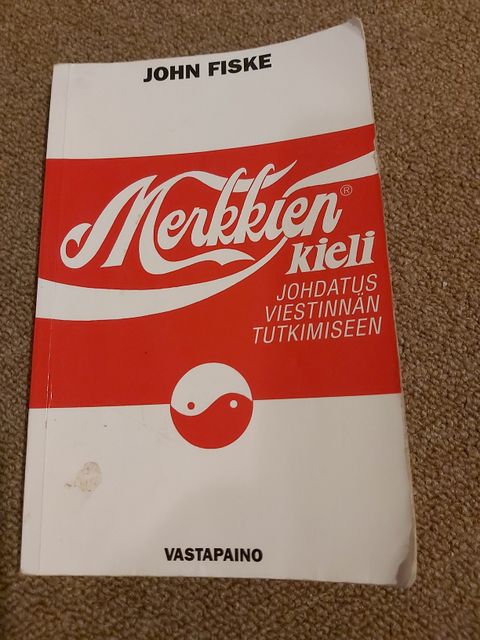 JOHN FISKE
Merkkien®
kieli
JOHDATUS
VIESTINNÄN
TUTKIMISEEN
VASTAPAINO